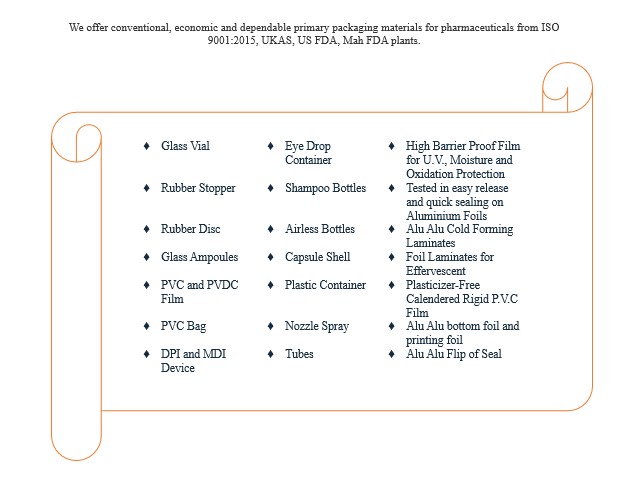 We offer conventional, economic and dependable primary packaging materials for pharmaceuticals from ISO
9001:2015, UKAS, US FDA, Mah FDA plants.
Glass Vial
Rubber Stopper
Rubber Disc
Glass Ampoules
PVC and PVDC
Film
PVC Bag
DPI and MDI
Device
Eye Drop
Container
Shampoo Bottles
Airless Bottles
Capsule Shell
Plastic Container
Nozzle Spray
Tubes
High Barrier Proof Film
for U.V., Moisture and
Oxidation Protection
Tested in easy release
and quick sealing on
Aluminium Foils
Alu Alu Cold Forming
Laminates
Foil Laminates for
Effervescent
Plasticizer-Free
Calendered Rigid P.V.C
Film
Alu Alu bottom foil and
printing foil
Alu Alu Flip of Seal